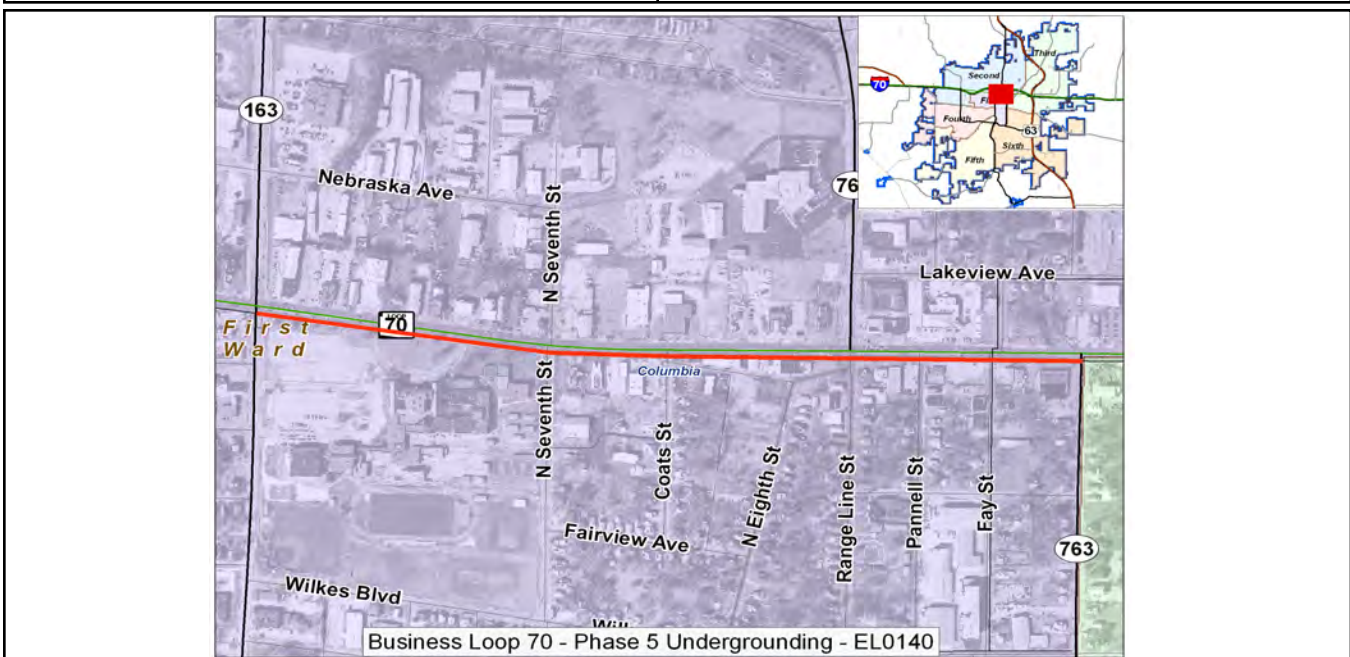 163
Nebraska Ave
N Seventh St
76
70
Second
Third
Fourth
63
Sixth
Fifth
Lakeview Ave
First
Ward
LOOP
70
Columbia
N Seventh St
Coats St
N Eighth St
Range Line St
Pannell St
Fay St
Fairview Ave
763
Wilkes Blvd
Business Loop 70 - Phase 5 Undergrounding - EL0140